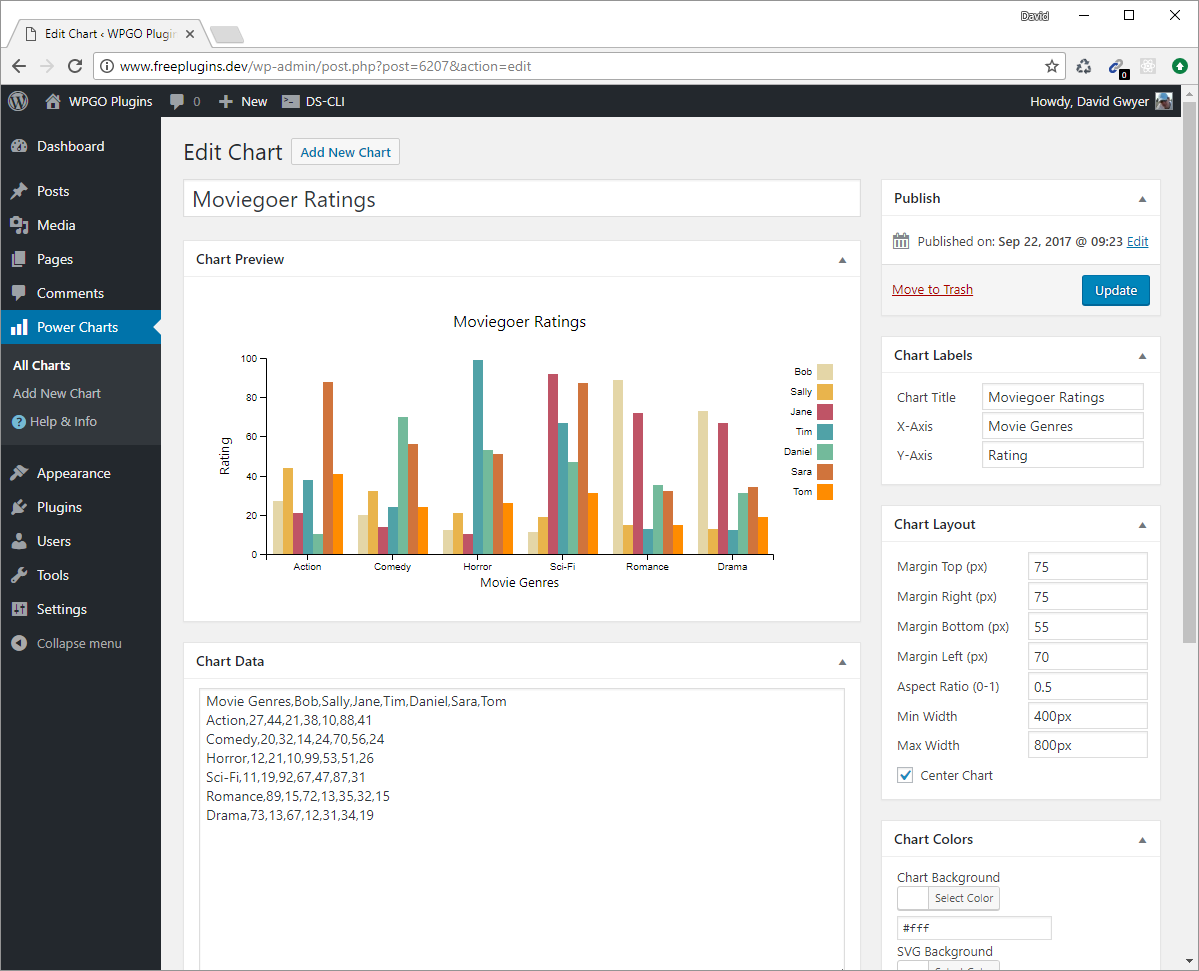 David
Edit Chart ‹ WPGO Plugin
www.freeplugins.dev/wp-admin/post.php?post=6207&action=edit
0
WPGO Plugins 0 New DS-CLI Howdy, David Gwyer
Dashboard
Posts
Media
Pages
Comments
Power Charts
All Charts
Add New Chart
? Help & Info
Appearance
Plugins
Users
Tools
Settings
Collapse menu
Edit Chart Add New Chart
Moviegoer Ratings
Chart Preview
Moviegoer Ratings
Rating
100
80
60
40
20
0
Action Comedy Horror Sci-Fi Romance Drama
Movie Genres
Bob
Sally
Jane
Tim
Daniel
Sara
Tom
Chart Data
Movie Genres,Bob,Sally,Jane,Tim,Daniel,Sara,Tom
Action,27,44,21,38,10,88,41
Comedy,20,32,14,24,70,56,24
Horror,12,21,10,99,53,51,26
Sci-Fi,11,19,92,67,47,87,31
Romance,89,15,72,13,35,32,15
Drama,73,13,67,12,31,34,19
Publish
Published on: Sep 22, 2017 @ 09:23 Edit
Move to Trash Update
Chart Labels
Chart Title Moviegoer Ratings
X-Axis Movie Genres
Y-Axis Rating
Chart Layout
Margin Top (px) 75
Margin Right (px) 75
Margin Bottom (px) 55
Margin Left (px) 70
Aspect Ratio (0-1) 0.5
Min Width 400px
Max Width 800px
Center Chart
Chart Colors
Chart Background
Select Color
#fff
SVG Background
Select Color